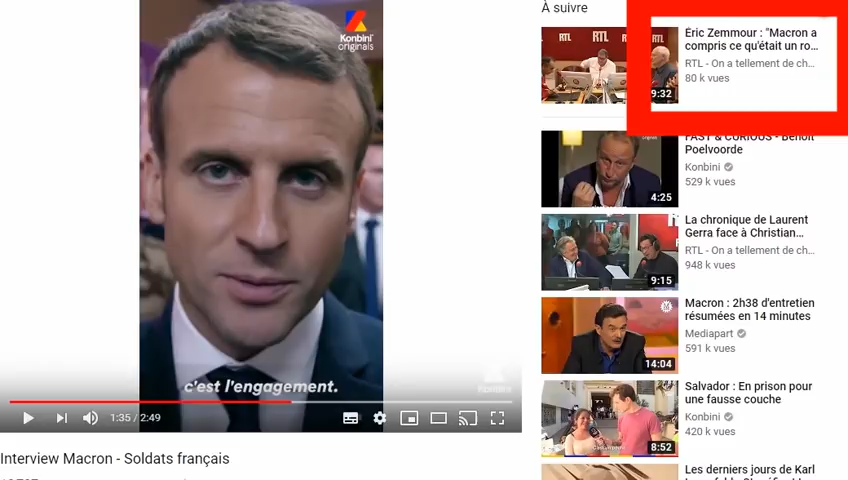 Konbini
originals
c'est l'engagement.
Konbini
1:35 / 2:49
Interview Macron - Soldats français
À suivre
RTL
RTL
9:32
Éric Zemmour : "Macron a
compris ce qu'était un ro...
RTL - On a tellement de ch...
80 k vues
4:25
FAST & CURIOUS - Benoît
Poelvoorde
Konbini
529 k vues
9:15
La chronique de Laurent
Gerra face à Christian...
RTL - On a tellement de ch...
948 k vues
14:04
Macron : 2h38 d'entretien
résumées en 14 minutes
Mediapart
591 k vues
8:52
Salvador : En prison pour
une fausse couche
Konbini
420 k vues
Les derniers jours de Karl